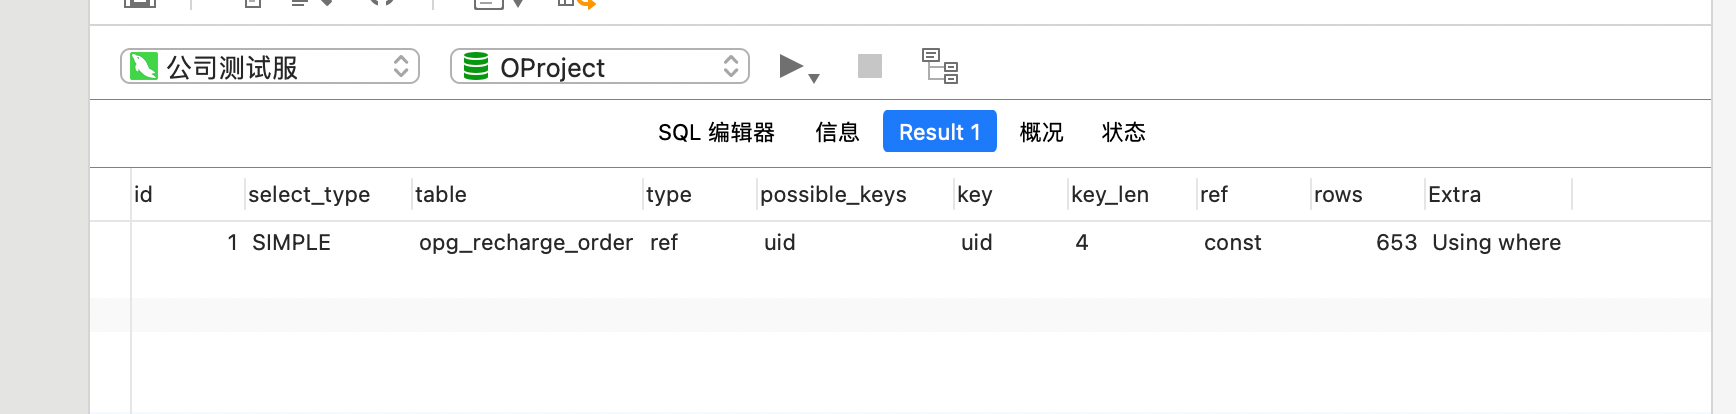 公司测试服 OProject
SQL 编辑器 信息 Result 1 概况 状态
id select_type table type possible_keys key key_len ref rows Extra
1 SIMPLE opg_recharge_order ref uid uid 4 const 653 Using where